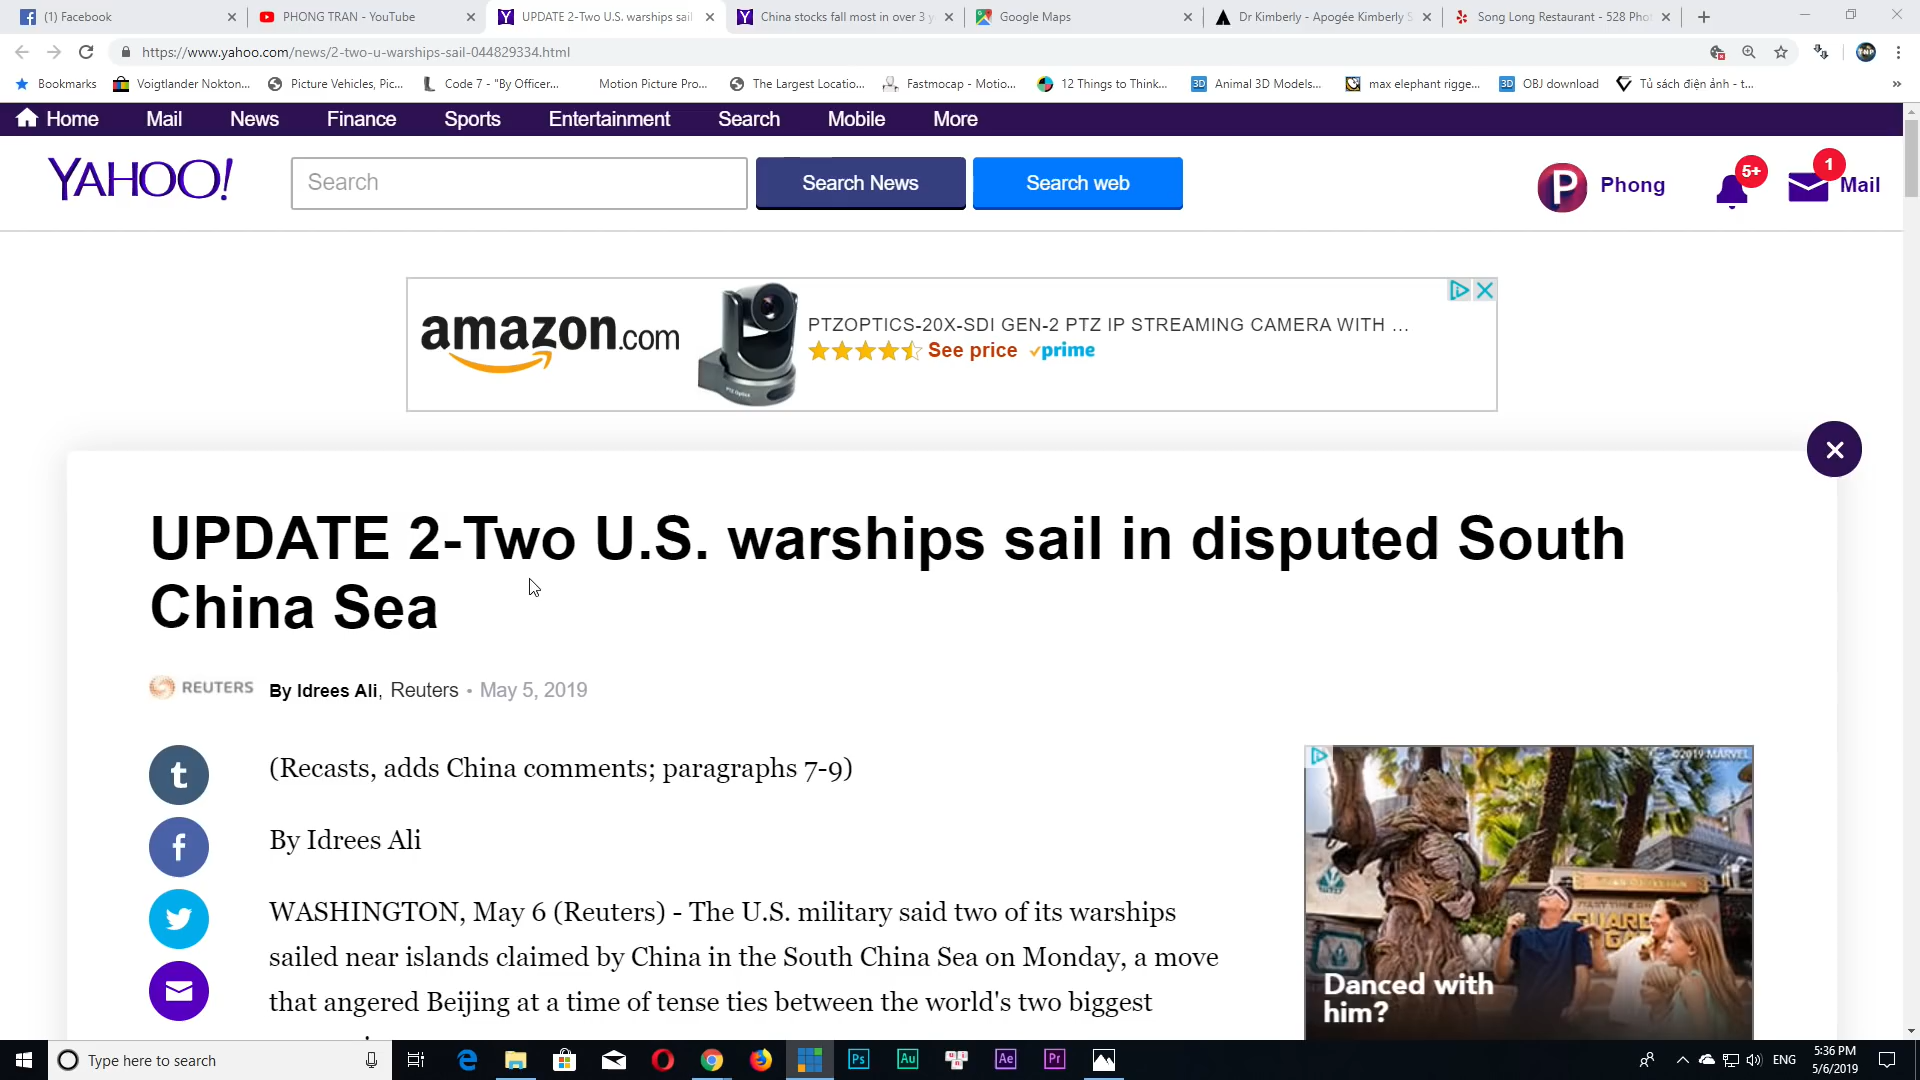 (1) Facebook
PHONG TRAN - YouTube
UPDATE 2-Two U.S. warships sail
China stocks fall most in over 3 y
Google Maps
Dr Kimberly - Apogée Kimberly S
Song Long Restaurant - 528 Phot
https://www.yahoo.com/news/2-two-u-warships-sail-044829334.html
Bookmarks
Voigtlander Nokton...
Picture Vehicles, Pic...
Code 7 - "By Officer...
Motion Picture Pro...
The Largest Locatio...
Fastmocap - Motio...
12 Things to Think...
Animal 3D Models...
max elephant rigge...
OBJ download
Tủ sách điện ảnh - t...
Home Mail News Finance Sports Entertainment Search Mobile More
YAHOO!
Search
Search News
Search web
Phong
5+
1
Mail
amazon.com
PTZOPTICS-20X-SDI GEN-2 PTZ IP STREAMING CAMERA WITH ...
See price prime
UPDATE 2-Two U.S. warships sail in disputed South
China Sea
REUTERS By Idrees Ali, Reuters • May 5, 2019
(Recasts, adds China comments; paragraphs 7-9)
By Idrees Ali
WASHINGTON, May 6 (Reuters) - The U.S. military said two of its warships
sailed near islands claimed by China in the South China Sea on Monday, a move
that angered Beijing at a time of tense ties between the world's two biggest
©2019 MARVEL
Danced with
him?
Type here to search
Ps
Au
Ae
Pr
ENG
5:36 PM
5/6/2019